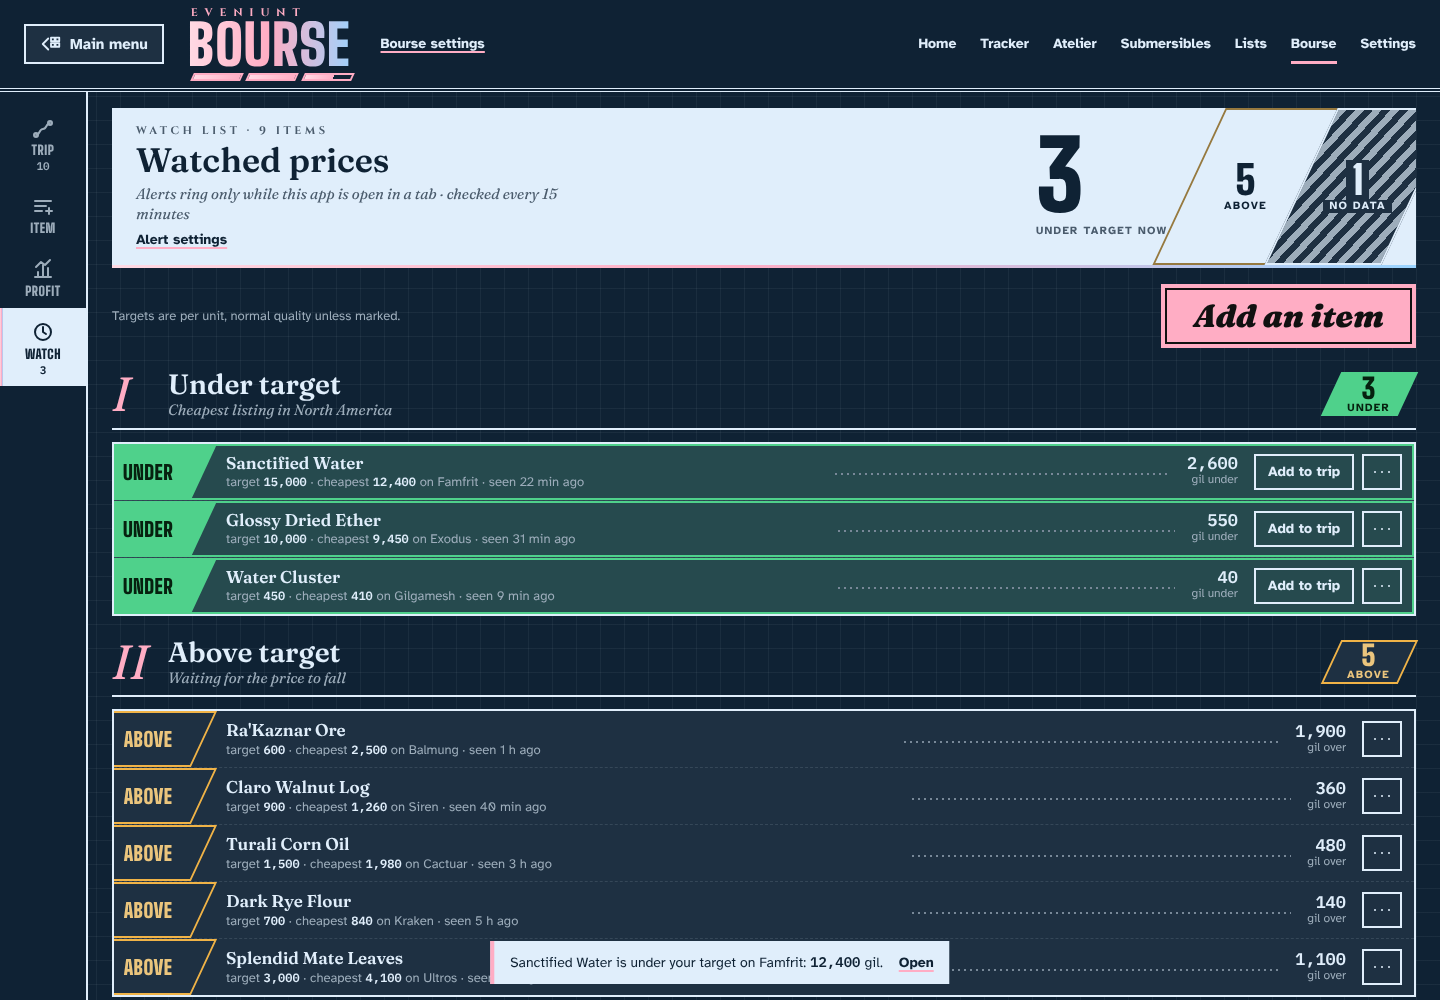 Main menu
EVENIUNT
BOURSE
Bourse settings
Home
Tracker
Atelier
Submersibles
Lists
Bourse
Settings
TRIP
10
ITEM
PROFIT
WATCH
3
WATCH LIST · 9 ITEMS
Watched prices
Alerts ring only while this app is open in a tab · checked every 15
minutes
Alert settings
3
UNDER TARGET NOW
5
ABOVE
1
NO DATA
Targets are per unit, normal quality unless marked.
Add an item
I
Under target
Cheapest listing in North America
3
UNDER
UNDER
Sanctified Water
target 15,000 · cheapest 12,400 on Famfrit · seen 22 min ago
2,600
gil under
Add to trip
...
UNDER
Glossy Dried Ether
target 10,000 · cheapest 9,450 on Exodus · seen 31 min ago
550
gil under
Add to trip
...
UNDER
Water Cluster
target 450 · cheapest 410 on Gilgamesh · seen 9 min ago
40
gil under
Add to trip
...
II
Above target
Waiting for the price to fall
5
ABOVE
ABOVE
Ra'Kaznar Ore
target 600 · cheapest 2,500 on Balmung · seen 1 h ago
1,900
gil over
...
ABOVE
Claro Walnut Log
target 900 · cheapest 1,260 on Siren · seen 40 min ago
360
gil over
...
ABOVE
Turali Corn Oil
target 1,500 · cheapest 1,980 on Cactuar · seen 3 h ago
480
gil over
...
ABOVE
Dark Rye Flour
target 700 · cheapest 840 on Kraken · seen 5 h ago
140
gil over
...
ABOVE
Splendid Mate Leaves
target 3,000 · cheapest 4,100 on Ultros · seen
1,100
gil over
...
Sanctified Water is under your target on Famfrit: 12,400 gil.
Open